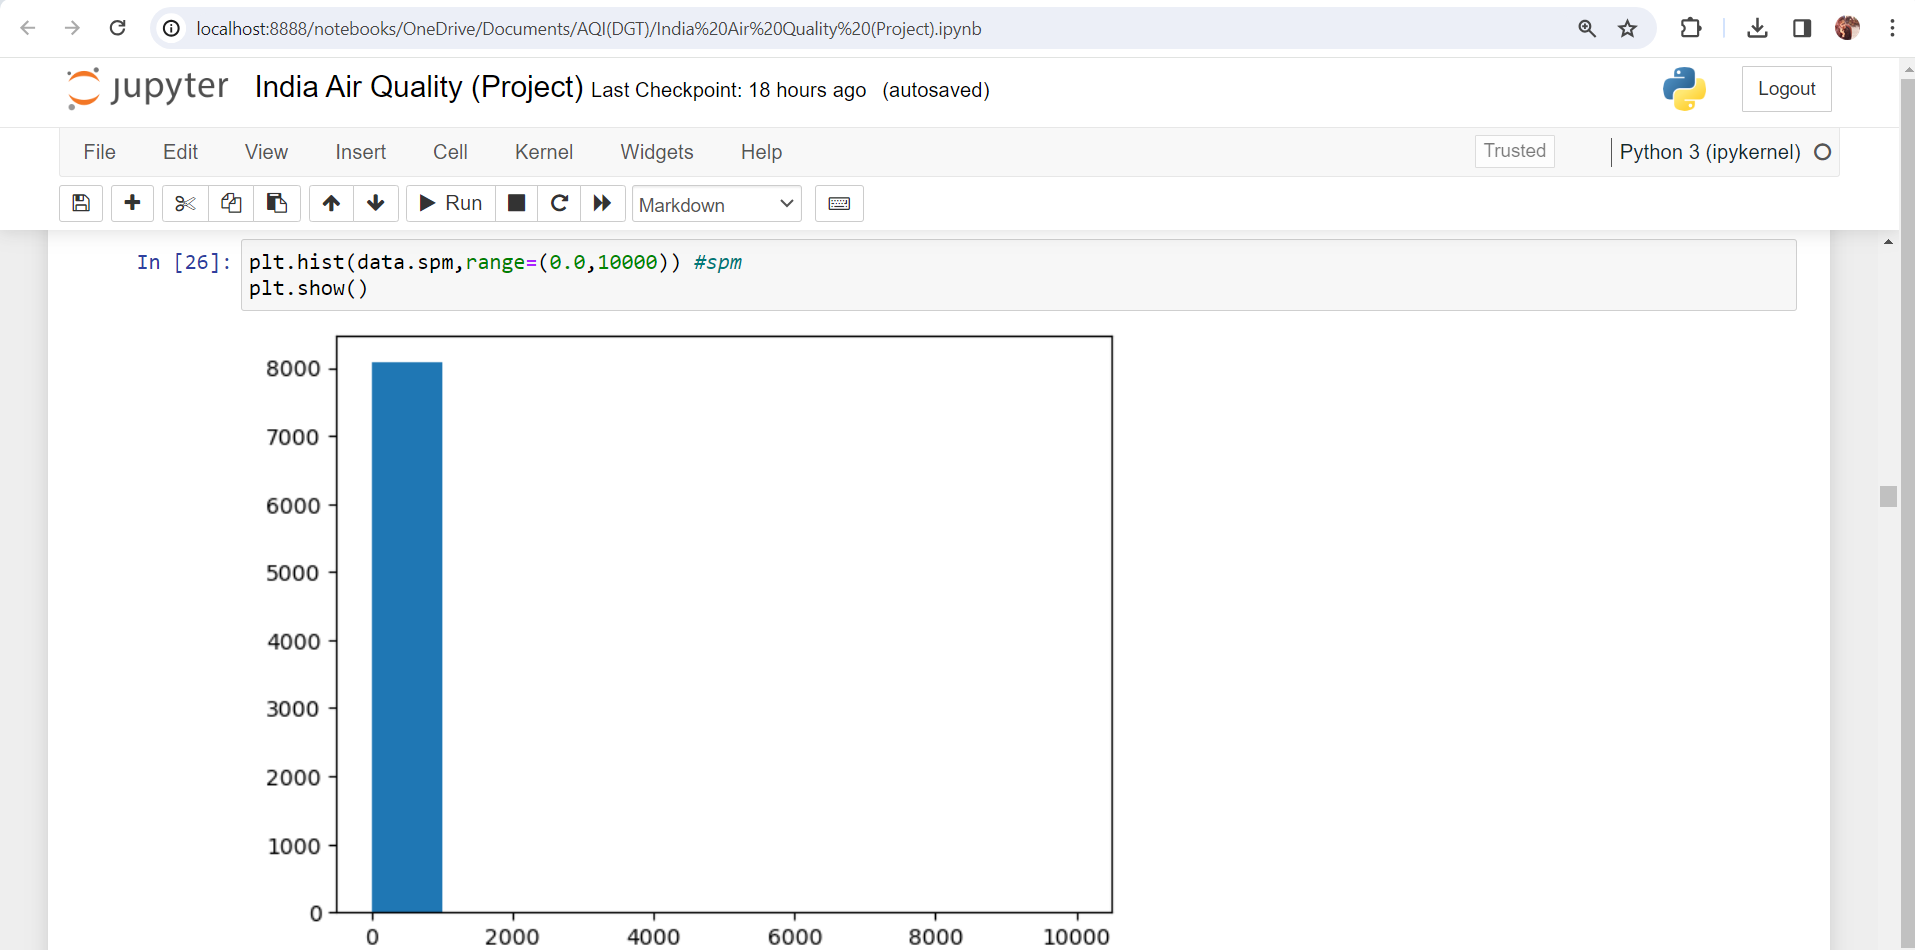 localhost:8888/notebooks/OneDrive/Documents/AQI(DGT)/India%20Air%20Quality%20(Project).ipynb
jupyter India Air Quality (Project) Last Checkpoint: 18 hours ago (autosaved)
Logout
File Edit View Insert Cell Kernel Widgets Help
Trusted
Python 3 (ipykernel)
Run
Markdown
In [26]: plt.hist(data.spm,range=(0.0,10000)) #spm
plt.show()
8000
7000
6000
5000
4000
3000
2000
1000
0
0 2000 4000 6000 8000 10000